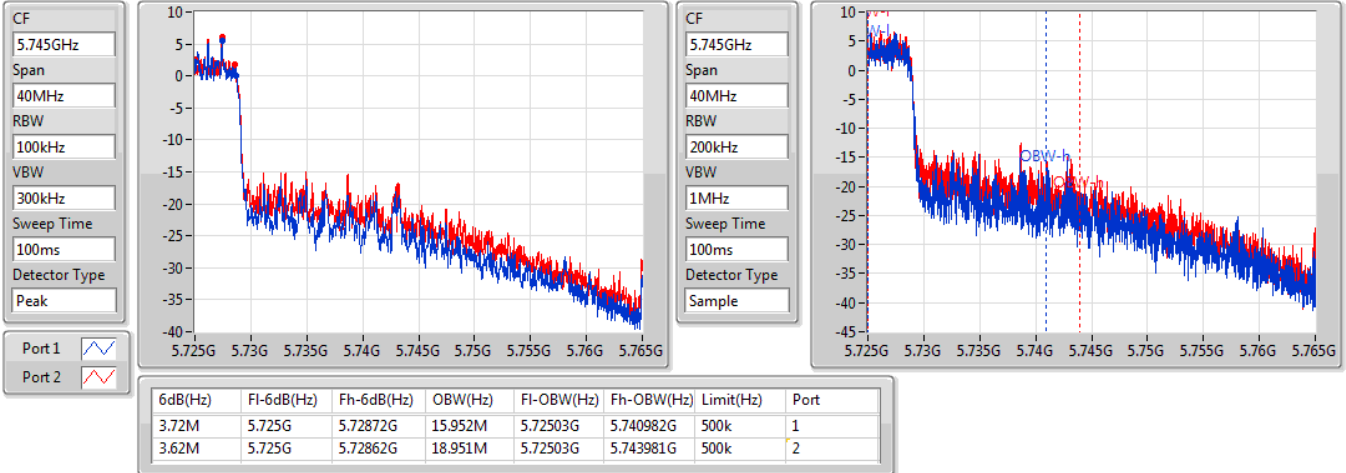 CF
5.745GHz
Span
40MHz
RBW
100kHz
VBW
300kHz
Sweep Time
100ms
Detector Type
Peak
Port 1
Port 2
10
5
0
-5
-10
-15
-20
-25
-30
-35
-40
5.725G 5.73G 5.735G 5.74G 5.745G 5.75G 5.755G 5.76G 5.765G
CF
5.745GHz
Span
40MHz
RBW
200kHz
VBW
1MHz
Sweep Time
100ms
Detector Type
Sample
10
5
0
-5
-10
-15
-20
-25
-30
-35
-40
-45
OBW-h
5.725G 5.73G 5.735G 5.74G 5.745G 5.75G 5.755G 5.76G 5.765G
6dB(Hz) Fl-6dB(Hz) Fh-6dB(Hz) OBW(Hz) Fl-OBW(Hz) Fh-OBW(Hz) Limit(Hz) Port
3.72M 5.725G 5.72872G 15.952M 5.72503G 5.740982G 500k 1
3.62M 5.725G 5.72862G 18.951M 5.72503G 5.743981G 500k 2